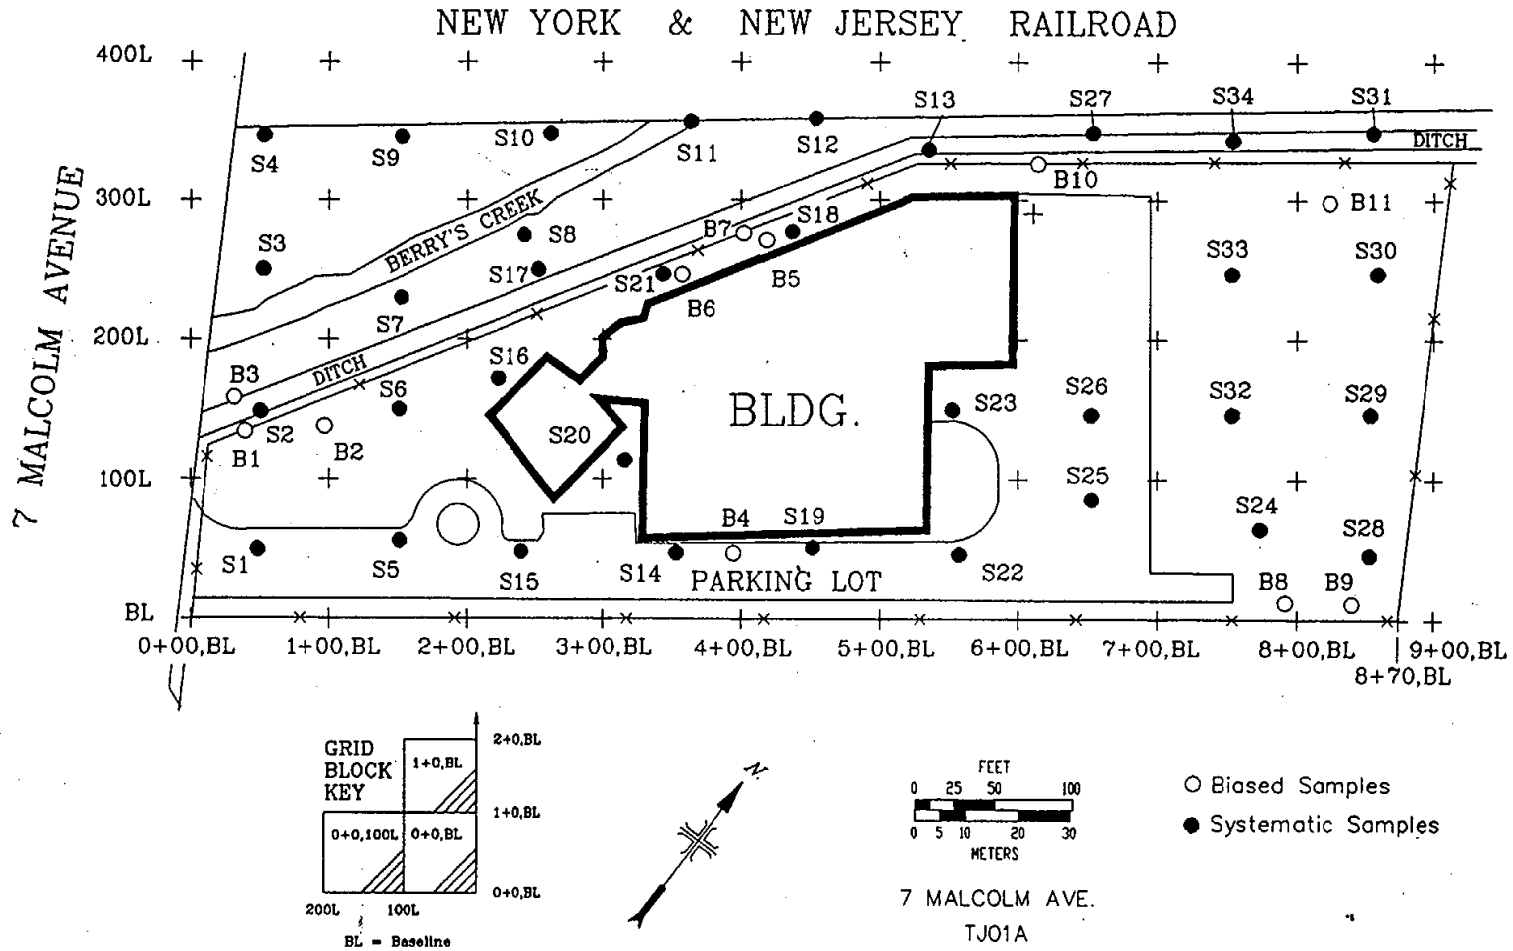 NEW YORK & NEW JERSEY RAILROAD
400L
S13
S27
S34
S31
S4
S9
S10
S11
S12
DITCH
B10
300L
B11
BERRY'S CREEK
B7
S18
S3
S8
S33
S30
S17
S21
B5
B6
7 MALCOLM AVENUE
S7
200L
S16
B3
DITCH
S6
S26
S32
S29
BLDG.
S23
S2
S20
B1
B2
100L
S25
S24
B4
S19
S28
S1
S5
S15
S14
S22
PARKING LOT
B8
B9
BL
0+00,BL
1+00,BL
2+00,BL
3+00,BL
4+00,BL
5+00,BL
6+00,BL
7+00,BL
8+00,BL
9+00,BL
8+70,BL
GRID
BLOCK
KEY
2+0,BL
1+0,BL
1+0,BL
0+0,100L
0+0,BL
0+0,BL
200L
100L
BL = Baseline
N.
FEET
0 25 50 100
0 5 10 20 30
METERS
Biased Samples
Systematic Samples
7 MALCOLM AVE.
TJ01A